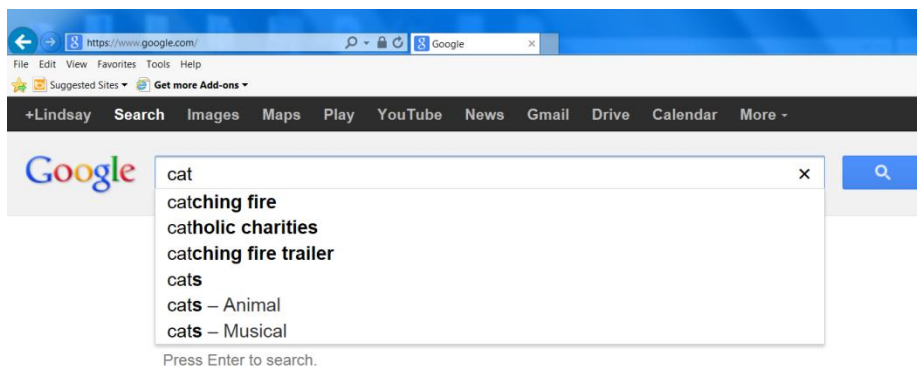 https://www.google.com/
Google
File Edit View Favorites Tools Help
Suggested Sites Get more Add-ons
+Lindsay Search Images Maps Play YouTube News Gmail Drive Calendar More
Google cat
catching fire
catholic charities
catching fire trailer
cats
cats – Animal
cats – Musical
Press Enter to search.